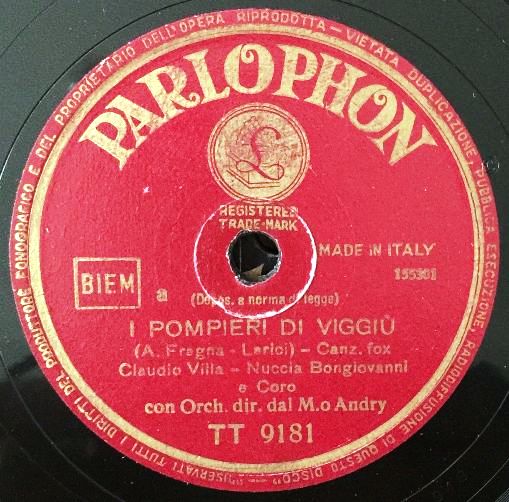 DEL PRODUTTORE FONOGRAFICO E DEL PROPRIETARIO DELL'OPERA RIPRODOTTA - VIETATA DUPLICAZIONE, PUBBLICA ESECUZIONE, RADIODIFFUSIONE DI QUESTO DISCO RISERVATI TUTTI I DIRITTI
PARLOPHON
£
REGISTERED
TRADE-MARK
MADE IN ITALY
BIEM
a
(Depos. a norma di legge)
I POMPIERI DI VIGGIÙ
(A. Fragna - Larici) - Canz. fox
Claudio Villa - Nuccia Bongiovanni
e Coro
con Orch. dir. dal M.o Andry
TT 9181